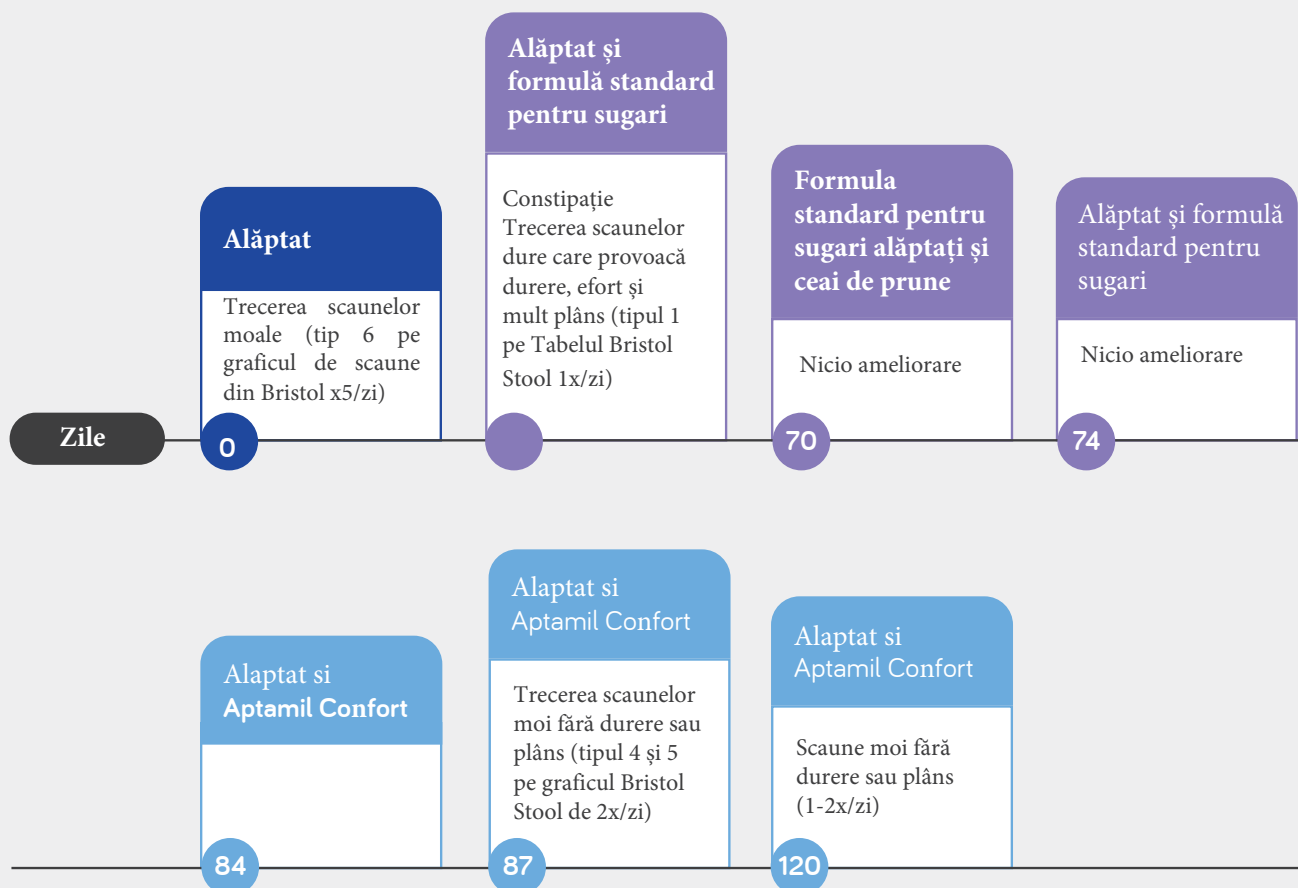 Alăptat și
formulă standard
pentru sugari
Constipație
Trecerea scaunelor
dure care provoacă
durere, efort și
mult plâns (tipul 1
pe Tabelul Bristol
Stool 1x/zi)
Alăptat
Trecerea scaunelor
moale (tip 6 pe
graficul de scaune
din Bristol x5/zi)
Formula
standard pentru
sugari alăptați și
ceai de prune
Nicio ameliorare
Alăptat și formulă
standard pentru
sugari
Nicio ameliorare
Zile
0
70
74
Alaptat si
Aptamil Confort
Alaptat si
Aptamil Confort
Trecerea scaunelor
moi fără durere sau
plâns (tipul 4 și 5
pe graficul Bristol
Stool de 2x/zi)
Alaptat si
Aptamil Confort
Scaune moi fără
durere sau plâns
(1-2x/zi)
84
87
120